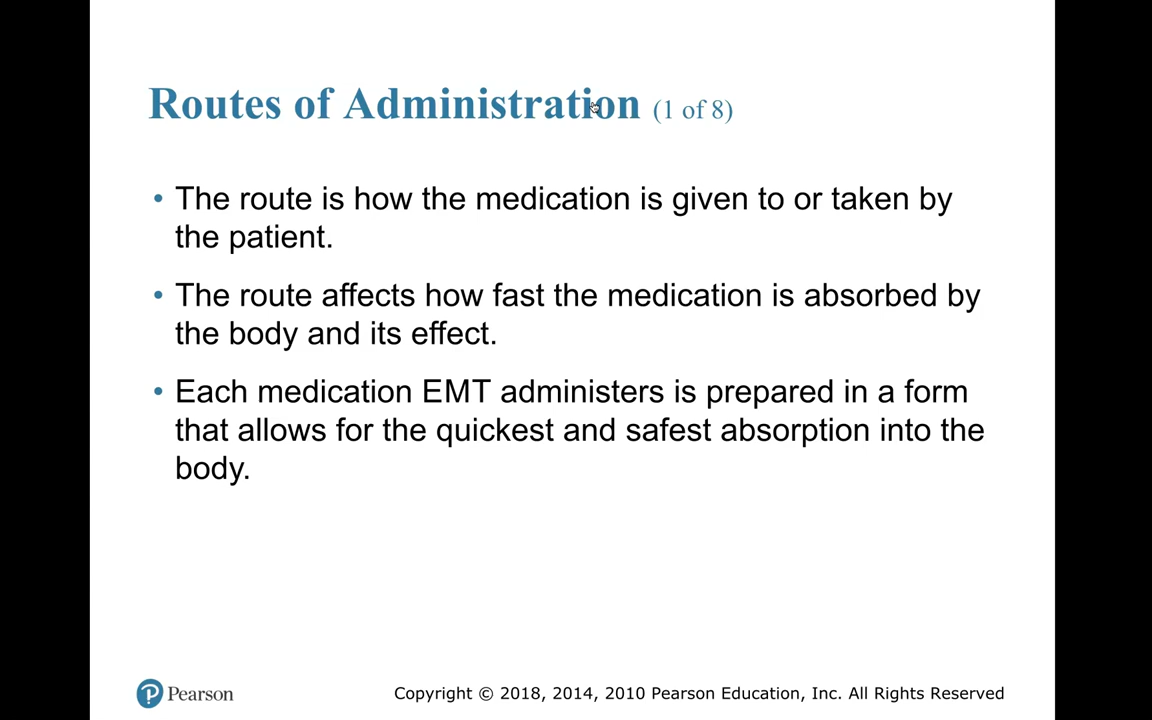 Routes of Administration (1 of 8)
• The route is how the medication is given to or taken by
the patient.
• The route affects how fast the medication is absorbed by
the body and its effect.
• Each medication EMT administers is prepared in a form
that allows for the quickest and safest absorption into the
body.
Pearson
Copyright © 2018, 2014, 2010 Pearson Education, Inc. All Rights Reserved